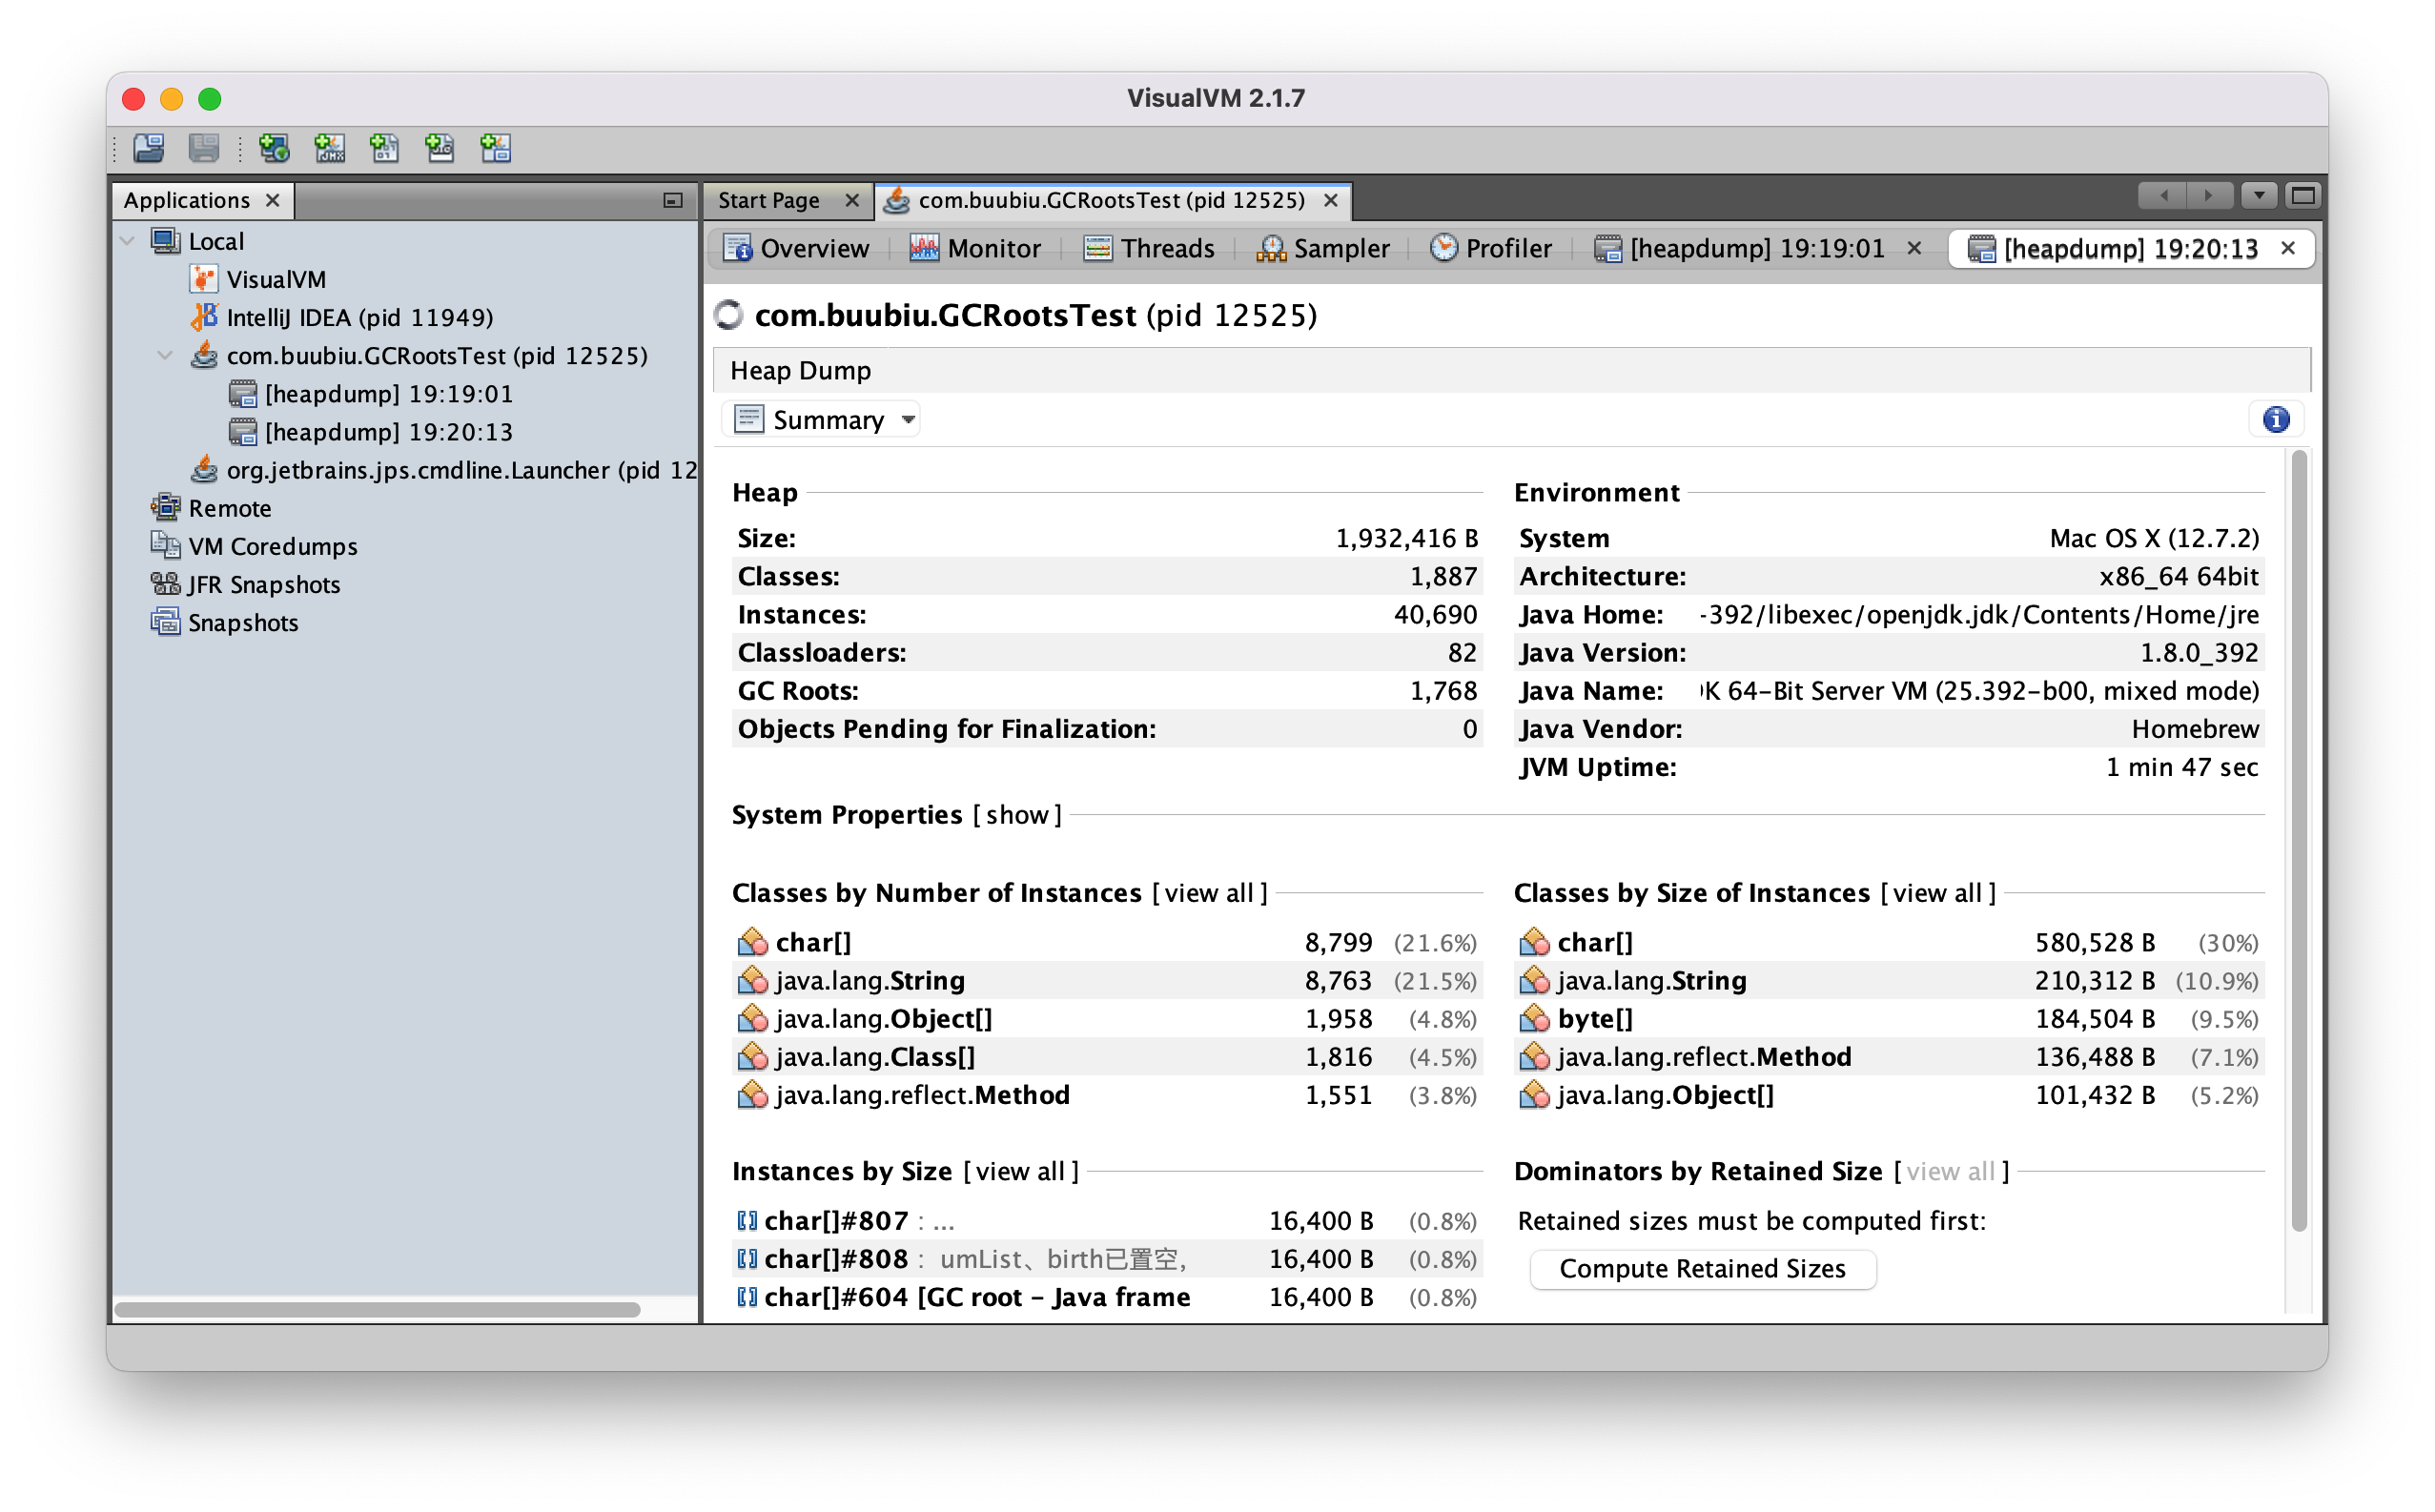 VisualVM 2.1.7
Applications
Local
VisualVM
IntelliJ IDEA (pid 11949)
com.buubiu.GCRootsTest (pid 12525)
[heapdump] 19:19:01
[heapdump] 19:20:13
org.jetbrains.jps.cmdline.Launcher (pid 12
Remote
VM Coredumps
JFR Snapshots
Snapshots
Start Page
com.buubiu.GCRootsTest (pid 12525)
Overview
Monitor
Threads
Sampler
Profiler
[heapdump] 19:19:01
[heapdump] 19:20:13
com.buubiu.GCRootsTest (pid 12525)
Heap Dump
Summary
Heap
Size: 1,932,416 B
Classes: 1,887
Instances: 40,690
Classloaders: 82
GC Roots: 1,768
Objects Pending for Finalization: 0
Environment
System Mac OS X (12.7.2)
Architecture: x86_64 64bit
Java Home: -392/libexec/openjdk.jdk/Contents/Home/jre
Java Version: 1.8.0_392
Java Name: K 64-Bit Server VM (25.392-b00, mixed mode)
Java Vendor: Homebrew
JVM Uptime: 1 min 47 sec
System Properties [show]
Classes by Number of Instances [view all]
char[] 8,799 (21.6%)
java.lang.String 8,763 (21.5%)
java.lang.Object[] 1,958 (4.8%)
java.lang.Class[] 1,816 (4.5%)
java.lang.reflect.Method 1,551 (3.8%)
Classes by Size of Instances [view all]
char[] 580,528 B (30%)
java.lang.String 210,312 B (10.9%)
byte[] 184,504 B (9.5%)
java.lang.reflect.Method 136,488 B (7.1%)
java.lang.Object[] 101,432 B (5.2%)
Instances by Size [view all]
char[]#807 : ... 16,400 B (0.8%)
char[]#808 : umList、birth已置空, 16,400 B (0.8%)
char[]#604 [GC root - Java frame 16,400 B (0.8%)
Dominators by Retained Size [view all]
Retained sizes must be computed first:
Compute Retained Sizes